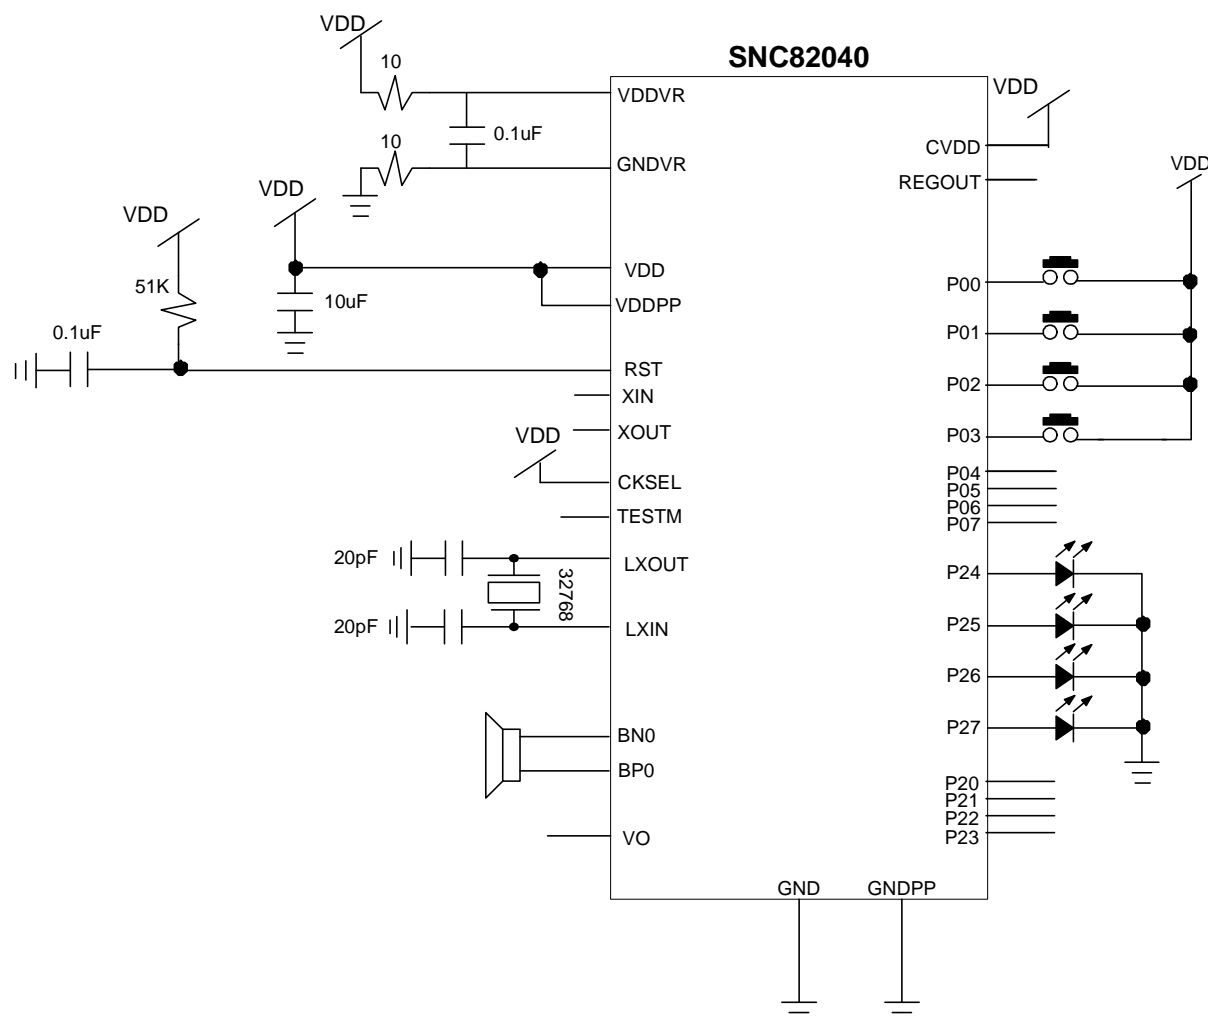 SNC82040
VDD
10
VDDVR
0.1uF
10
GNDVR
VDD
VDD
51K
0.1uF
10uF
VDD
VDDPP
RST
XIN
XOUT
VDD
CKSEL
TESTM
20pF
LXOUT
32768
20pF
LXIN
BN0
BP0
VO
VDD
CVDD
REGOUT
VDD
P00
P01
P02
P03
P04
P05
P06
P07
P24
P25
P26
P27
P20
P21
P22
P23
GND
GNDPP